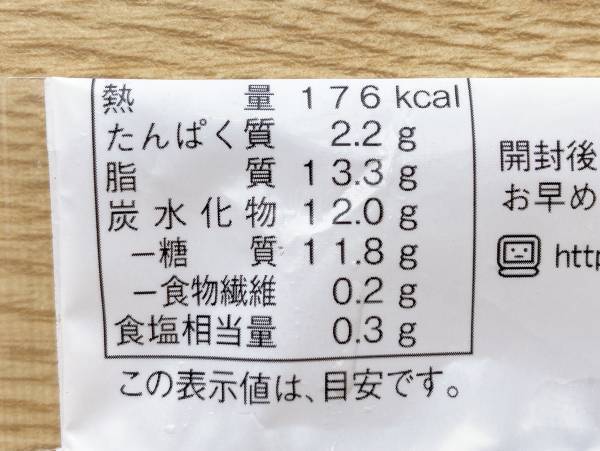 熱量 176 kcal
たんぱく質 2.2 g
脂質 13.3 g
炭水化物 12.0 g
－糖質 11.8 g
－食物繊維 0.2 g
食塩相当量 0.3 g
この表示値は、目安です。
開封後
お早め
http